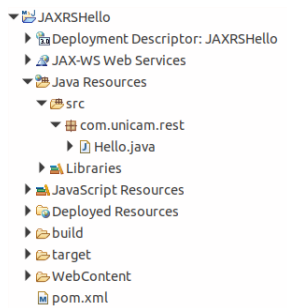 JAXRSHello
Deployment Descriptor: JAXRSHello
JAX-WS Web Services
Java Resources
src
com.unicam.rest
Hello.java
Libraries
JavaScript Resources
Deployed Resources
build
target
WebContent
pom.xml